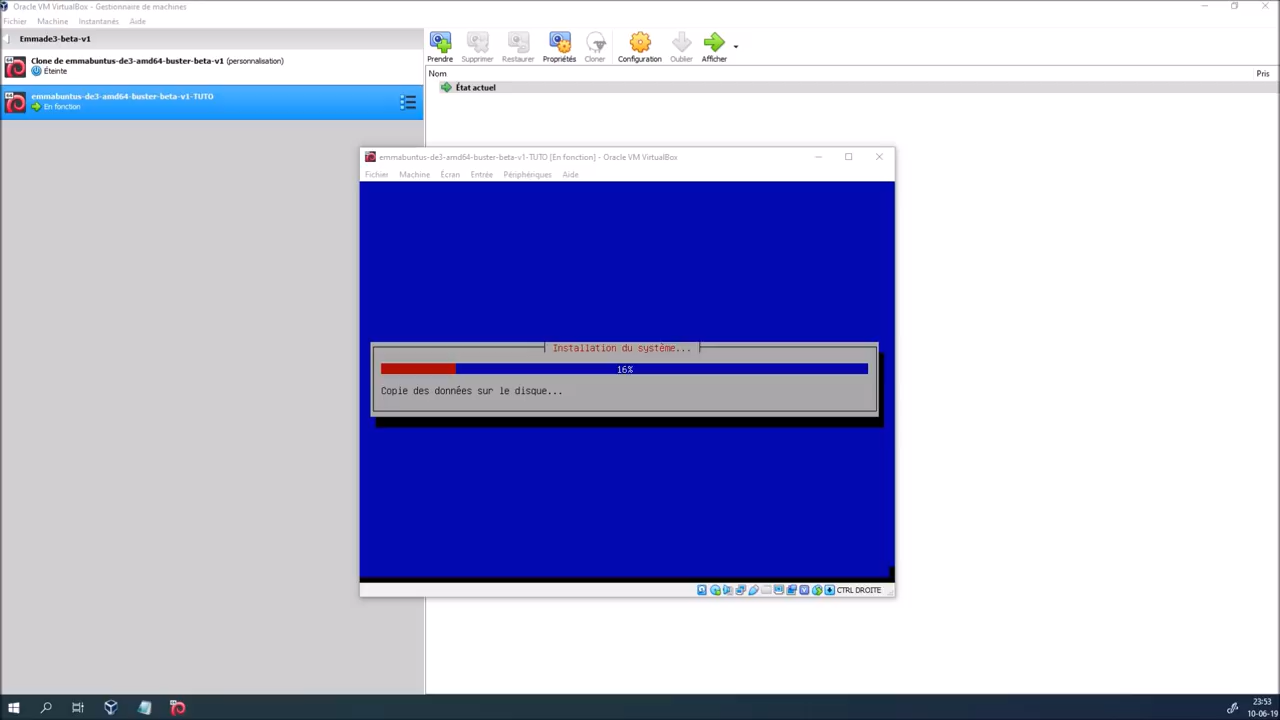 Oracle VM VirtualBox - Gestionnaire de machines
Fichier Machine Instantanés Aide
Emmade3-beta-v1
Clone de emmabuntus-de3-amd64-buster-beta-v1 (personnalisation)
Éteinte
emmabuntus-de3-amd64-buster-beta-v1-TUTO
En fonction
Prendre Supprimer Restaurer Propriétés Cloner Configuration Oublier Afficher
Nom Pris
État actuel
emmabuntus-de3-amd64-buster-beta-v1-TUTO [En fonction] - Oracle VM VirtualBox
Fichier Machine Écran Entrée Périphériques Aide
Installation du système...
16%
Copie des données sur le disque...
CTRL DROITE
23:53
10-06-19